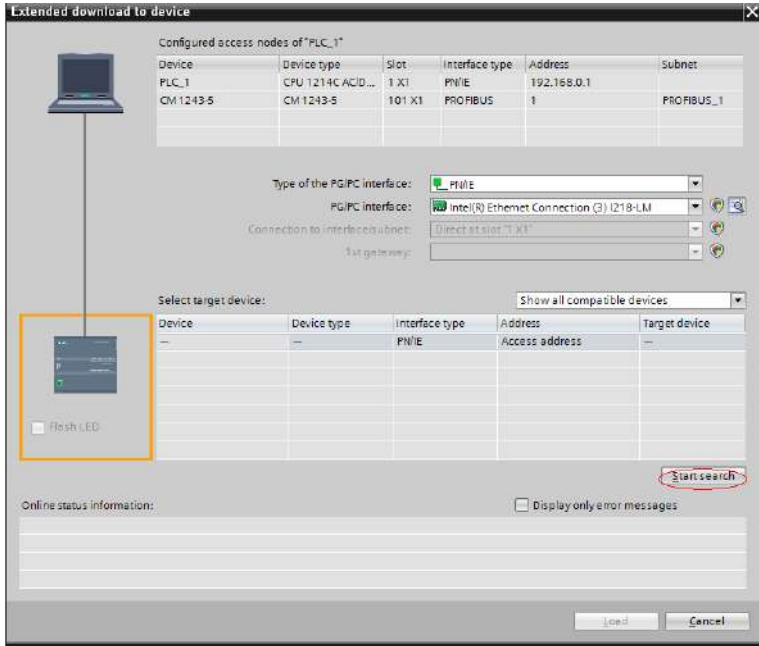 Extended download to device
Configured access nodes of "PLC_1"
Device Device type Slot Interface type Address Subnet
PLC_1 CPU 1214C AC/D... 1 X1 PN/IE 192.168.0.1
CM 1243-5 CM 1243-5 101 X1 PROFIBUS 1 PROFIBUS_1
Type of the PG/PC interface: PN/IE
PG/PC interface: Intel(R) Ethernet Connection (3) I218-LM
Connection to interface/subnet: Direct at slot "1 X1"
1st gateway:
Select target device: Show all compatible devices
Device Device type Interface type Address Target device
— — PN/IE Access address —
Flash LED
Start search
Online status information: Display only error messages
Load Cancel